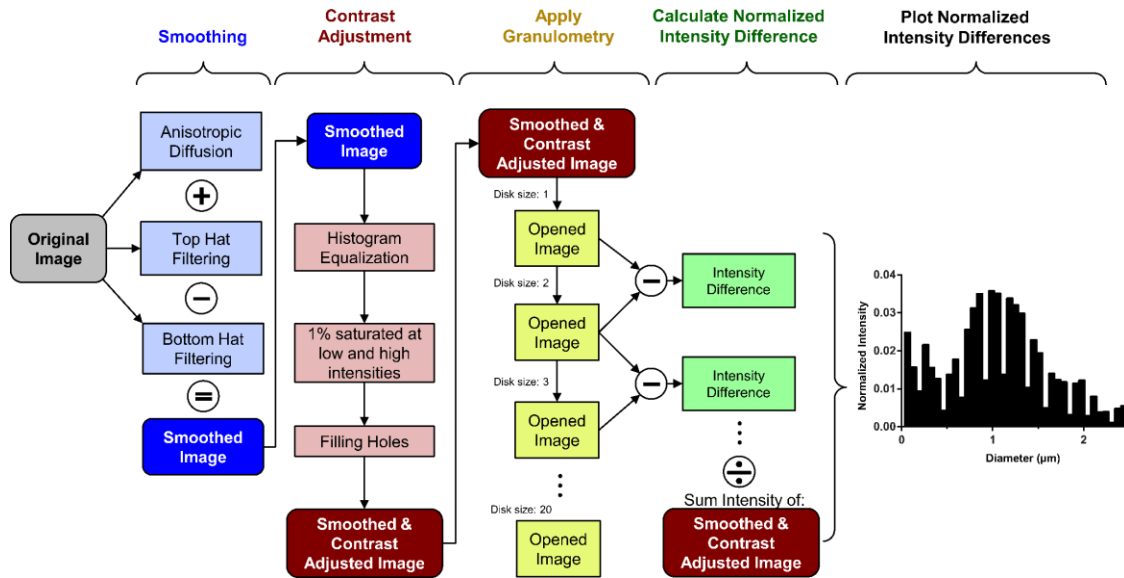 Smoothing
Contrast
Adjustment
Apply
Granulometry
Calculate Normalized
Intensity Difference
Plot Normalized
Intensity Differences
Original
Image
Anisotropic
Diffusion
+
Top Hat
Filtering
−
Bottom Hat
Filtering
=
Smoothed
Image
Smoothed
Image
Histogram
Equalization
1% saturated at
low and high
intensities
Filling Holes
Smoothed &
Contrast
Adjusted Image
Smoothed &
Contrast
Adjusted Image
Disk size: 1
Opened
Image
Disk size: 2
Opened
Image
Disk size: 3
Opened
Image
⋮
Disk size: 20
Opened
Image
−
Intensity
Difference
−
Intensity
Difference
⋮
÷
Sum Intensity of:
Smoothed &
Contrast
Adjusted Image
Normalized Intensity
0.04
0.03
0.02
0.01
0.00
0 1 2
Diameter (µm)